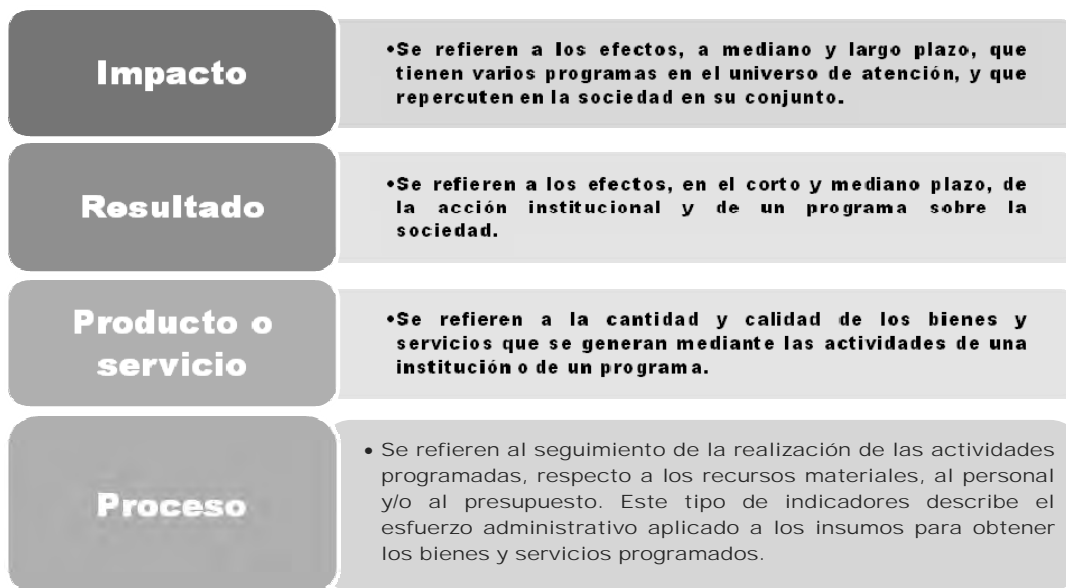 Impacto
•Se refieren a los efectos, a mediano y largo plazo, que
tienen varios programas en el universo de atención, y que
repercuten en la sociedad en su conjunto.
Resultado
•Se refieren a los efectos, en el corto y mediano plazo, de
la acción institucional y de un programa sobre la
sociedad.
Producto o
servicio
•Se refieren a la cantidad y calidad de los bienes y
servicios que se generan mediante las actividades de una
institución o de un programa.
Proceso
• Se refieren al seguimiento de la realización de las actividades
programadas, respecto a los recursos materiales, al personal
y/o al presupuesto. Este tipo de indicadores describe el
esfuerzo administrativo aplicado a los insumos para obtener
los bienes y servicios programados.